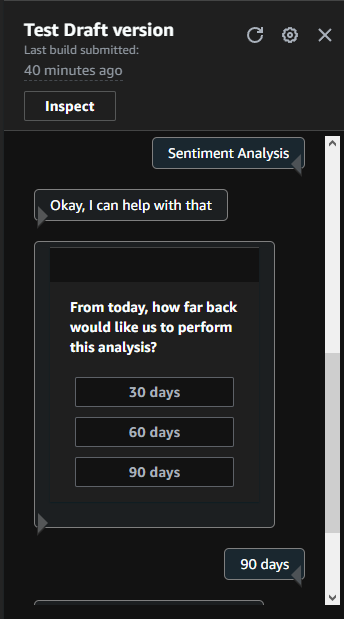 Test Draft version
Last build submitted:
40 minutes ago
Inspect
Sentiment Analysis
Okay, I can help with that
From today, how far back
would like us to perform
this analysis?
30 days
60 days
90 days
90 days